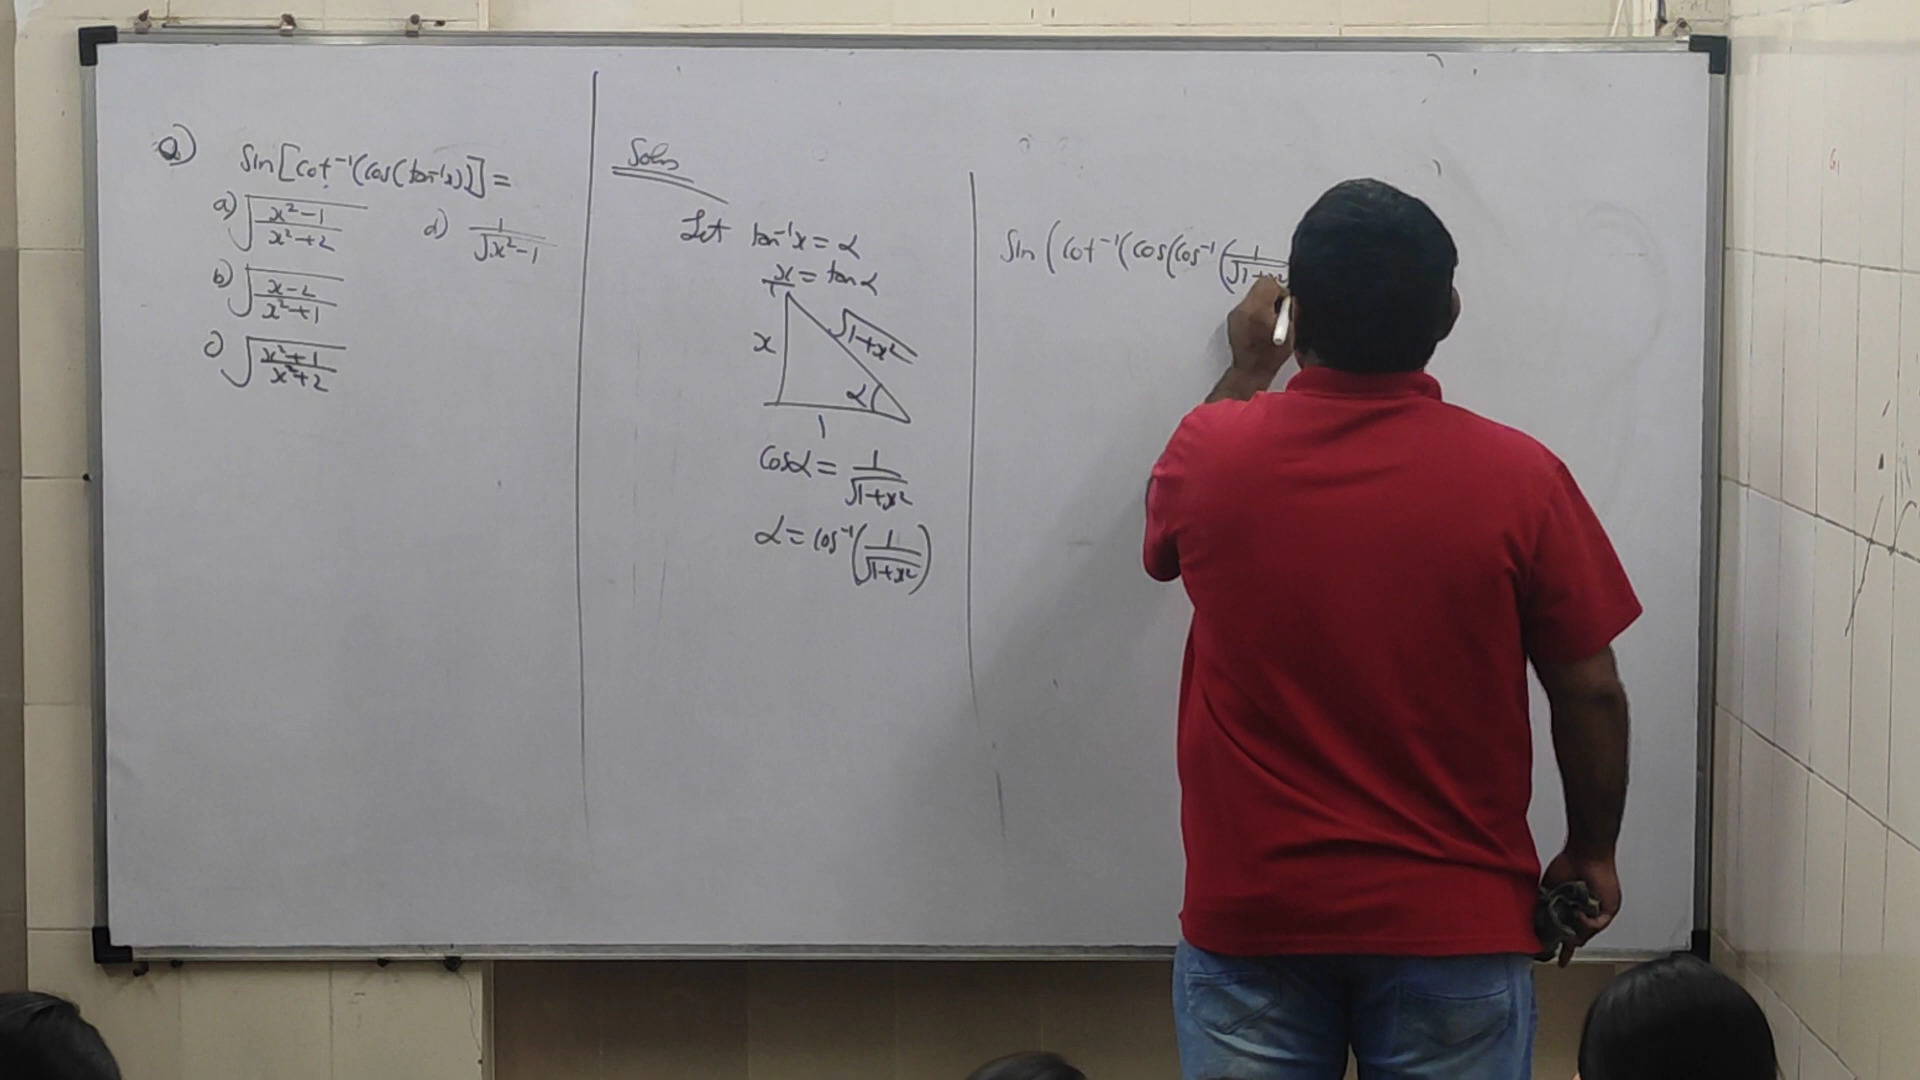 Q) Sin[Cot⁻¹(Cos(tan⁻¹x))] =
a) √((x²-1)/(x²+2)) d) 1/√(x²-1)
b) √((x-2)/(x²+1))
c) √((x²+1)/(x²+2))
Soln
Let tan⁻¹x = α
x/1 = tanα
x √(1+x²)
α
1
Cosα = 1/√(1+x²)
α = Cos⁻¹(1/√(1+x²))
Sin(Cot⁻¹(Cos(Cos⁻¹(1/√(1+x²